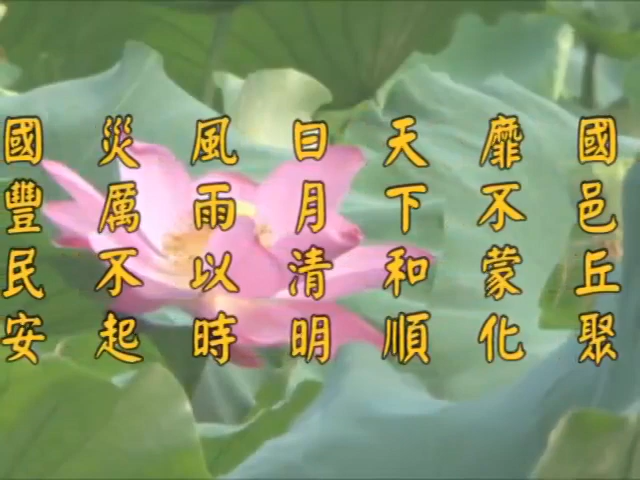 國邑丘聚
靡不蒙化
天下和順
日月清明
風雨以時
災厲不起
國豐民安